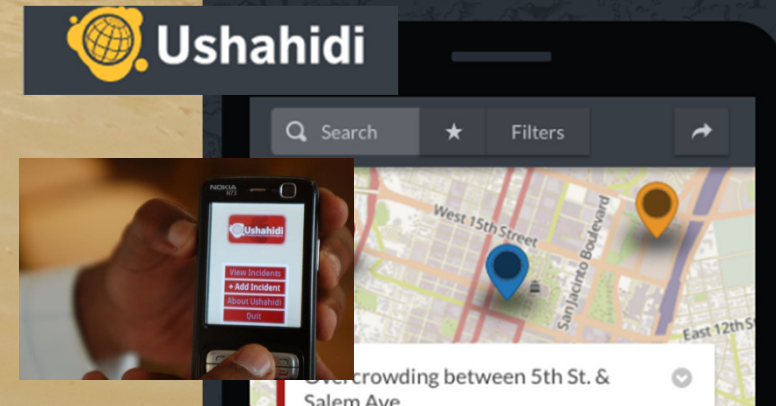 Ushahidi
Search
Filters
NOKIA
N73
Ushahidi
View Incidents
+ Add Incident
About Ushahidi
Quit
West 15th Street
San Jacinto Boulevard
East 12th S
Overcrowding between 5th St. &
Salem Ave